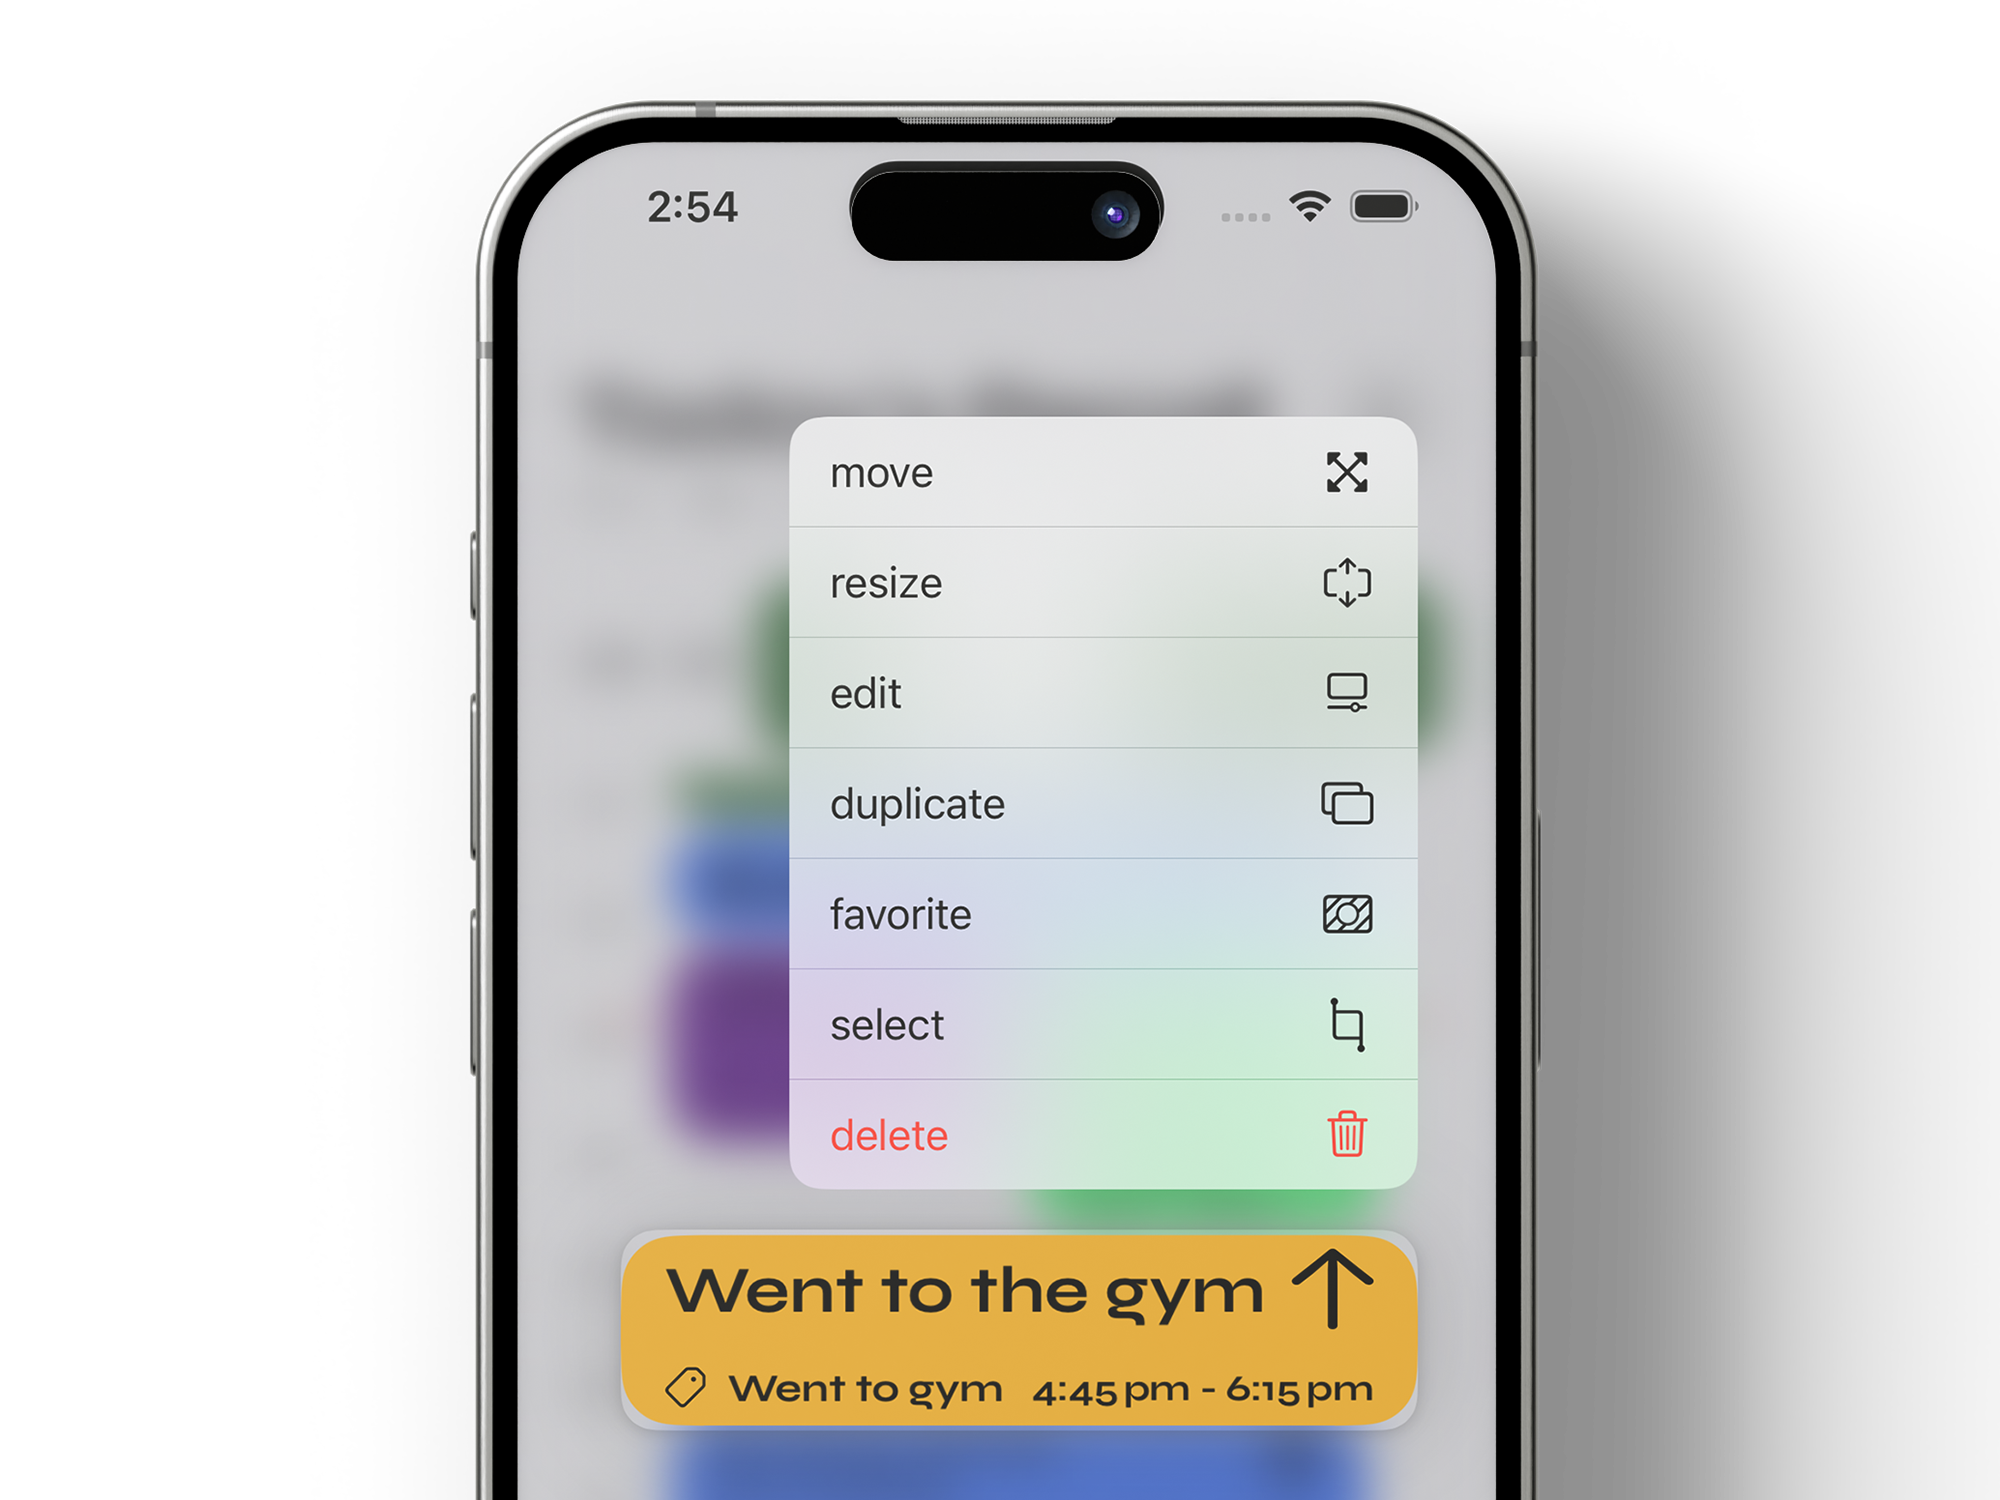 2:54
move
resize
edit
duplicate
favorite
select
delete
Went to the gym
Went to gym 4:45 pm - 6:15 pm